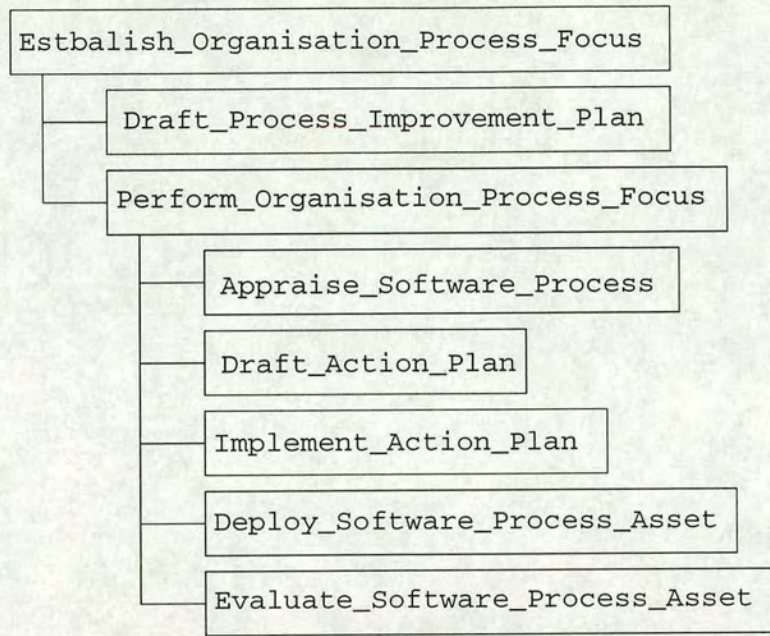 Estbalish_Organisation_Process_Focus
Draft_Process_Improvement_Plan
Perform_Organisation_Process_Focus
Appraise_Software_Process
Draft_Action_Plan
Implement_Action_Plan
Deploy_Software_Process_Asset
Evaluate_Software_Process_Asset